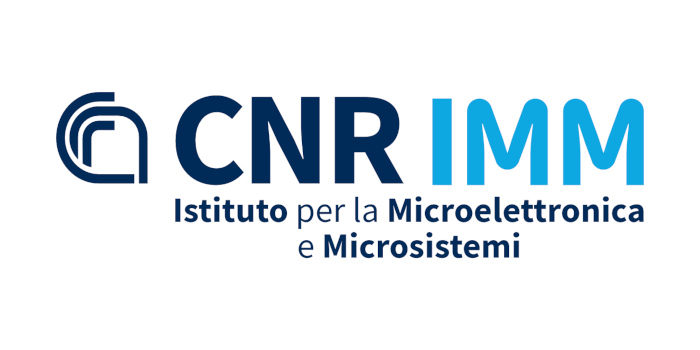 CNR IMM
Istituto per la Microelettronica
e Microsistemi